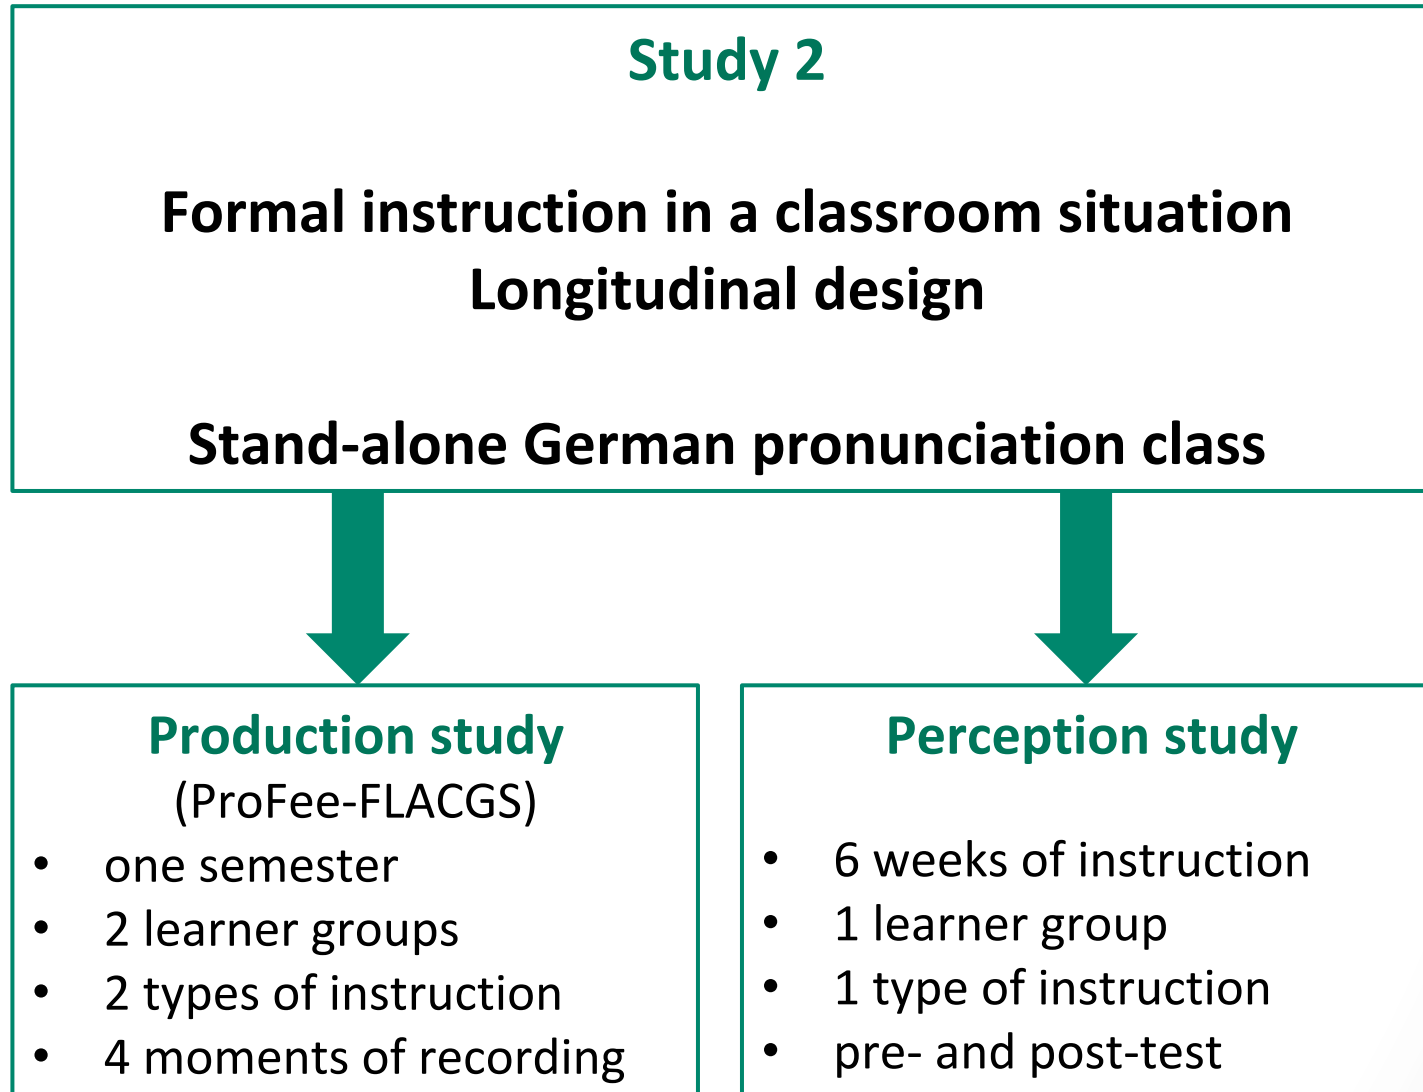 Study 2
Formal instruction in a classroom situation
Longitudinal design
Stand-alone German pronunciation class
Production study
(ProFee-FLACGS)
• one semester
• 2 learner groups
• 2 types of instruction
• 4 moments of recording
Perception study
• 6 weeks of instruction
• 1 learner group
• 1 type of instruction
• pre- and post-test